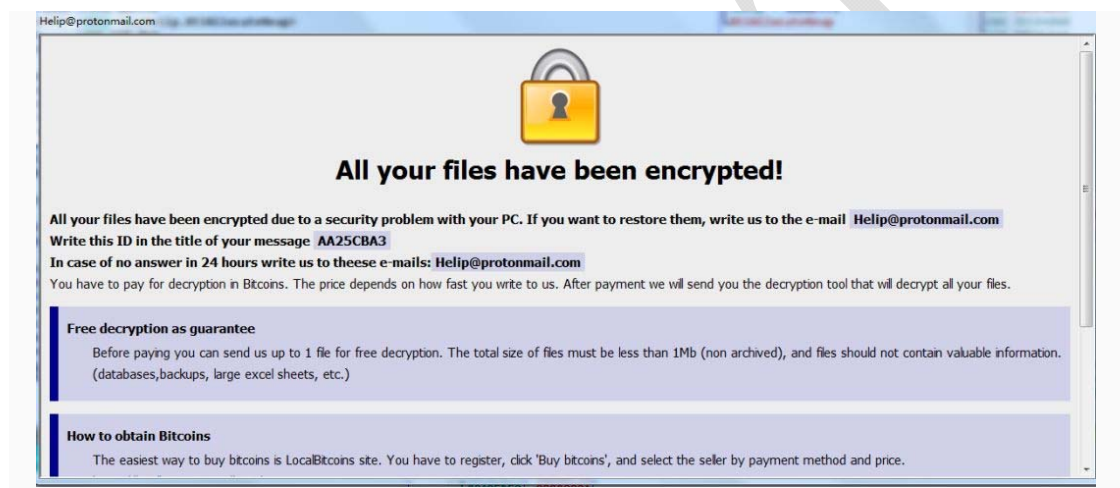 Helip@protonmail.com
All your files have been encrypted!
All your files have been encrypted due to a security problem with your PC. If you want to restore them, write us to the e-mail Helip@protonmail.com
Write this ID in the title of your message AA25CBA3
In case of no answer in 24 hours write us to theese e-mails: Helip@protonmail.com
You have to pay for decryption in Bitcoins. The price depends on how fast you write to us. After payment we will send you the decryption tool that will decrypt all your files.
Free decryption as guarantee
Before paying you can send us up to 1 file for free decryption. The total size of files must be less than 1Mb (non archived), and files should not contain valuable information.
(databases,backups, large excel sheets, etc.)
How to obtain Bitcoins
The easiest way to buy bitcoins is LocalBitcoins site. You have to register, click 'Buy bitcoins', and select the seller by payment method and price.